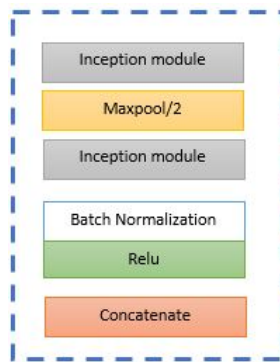 Inception module
Maxpool/2
Inception module
Batch Normalization
Relu
Concatenate